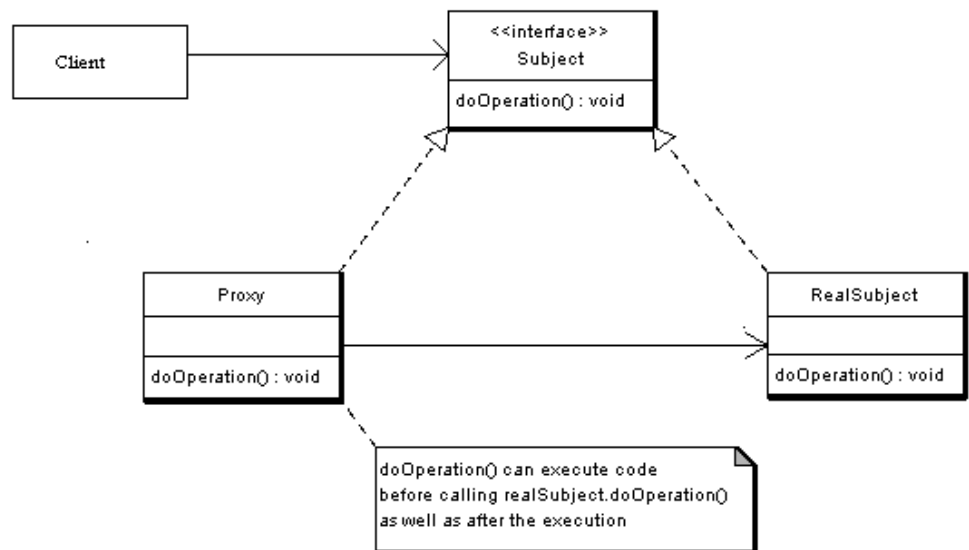 Client
<<interface>>
Subject
doOperation() : void
Proxy
doOperation() : void
RealSubject
doOperation() : void
doOperation() can execute code
before calling realSubject.doOperation()
as well as after the execution